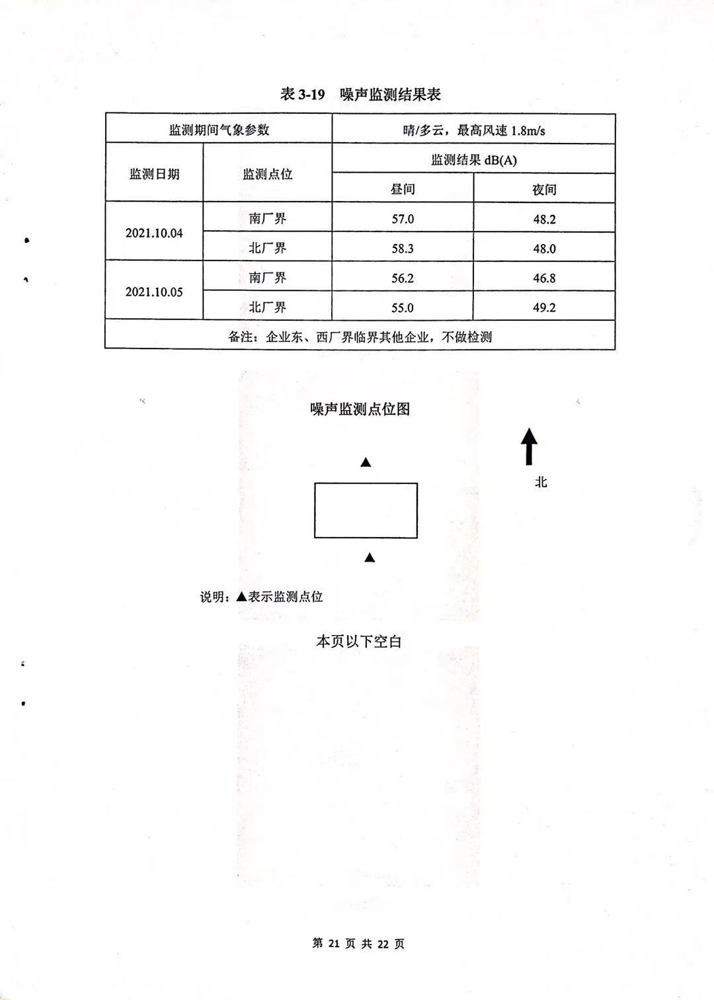 表 3-19 噪声监测结果表
监测期间气象参数 晴/多云，最高风速 1.8m/s
监测日期 监测点位 监测结果 dB(A)
昼间 夜间
2021.10.04 南厂界 57.0 48.2
北厂界 58.3 48.0
2021.10.05 南厂界 56.2 46.8
北厂界 55.0 49.2
备注：企业东、西厂界临界其他企业，不做检测
噪声监测点位图
北
说明：▲表示监测点位
本页以下空白
第 21 页 共 22 页